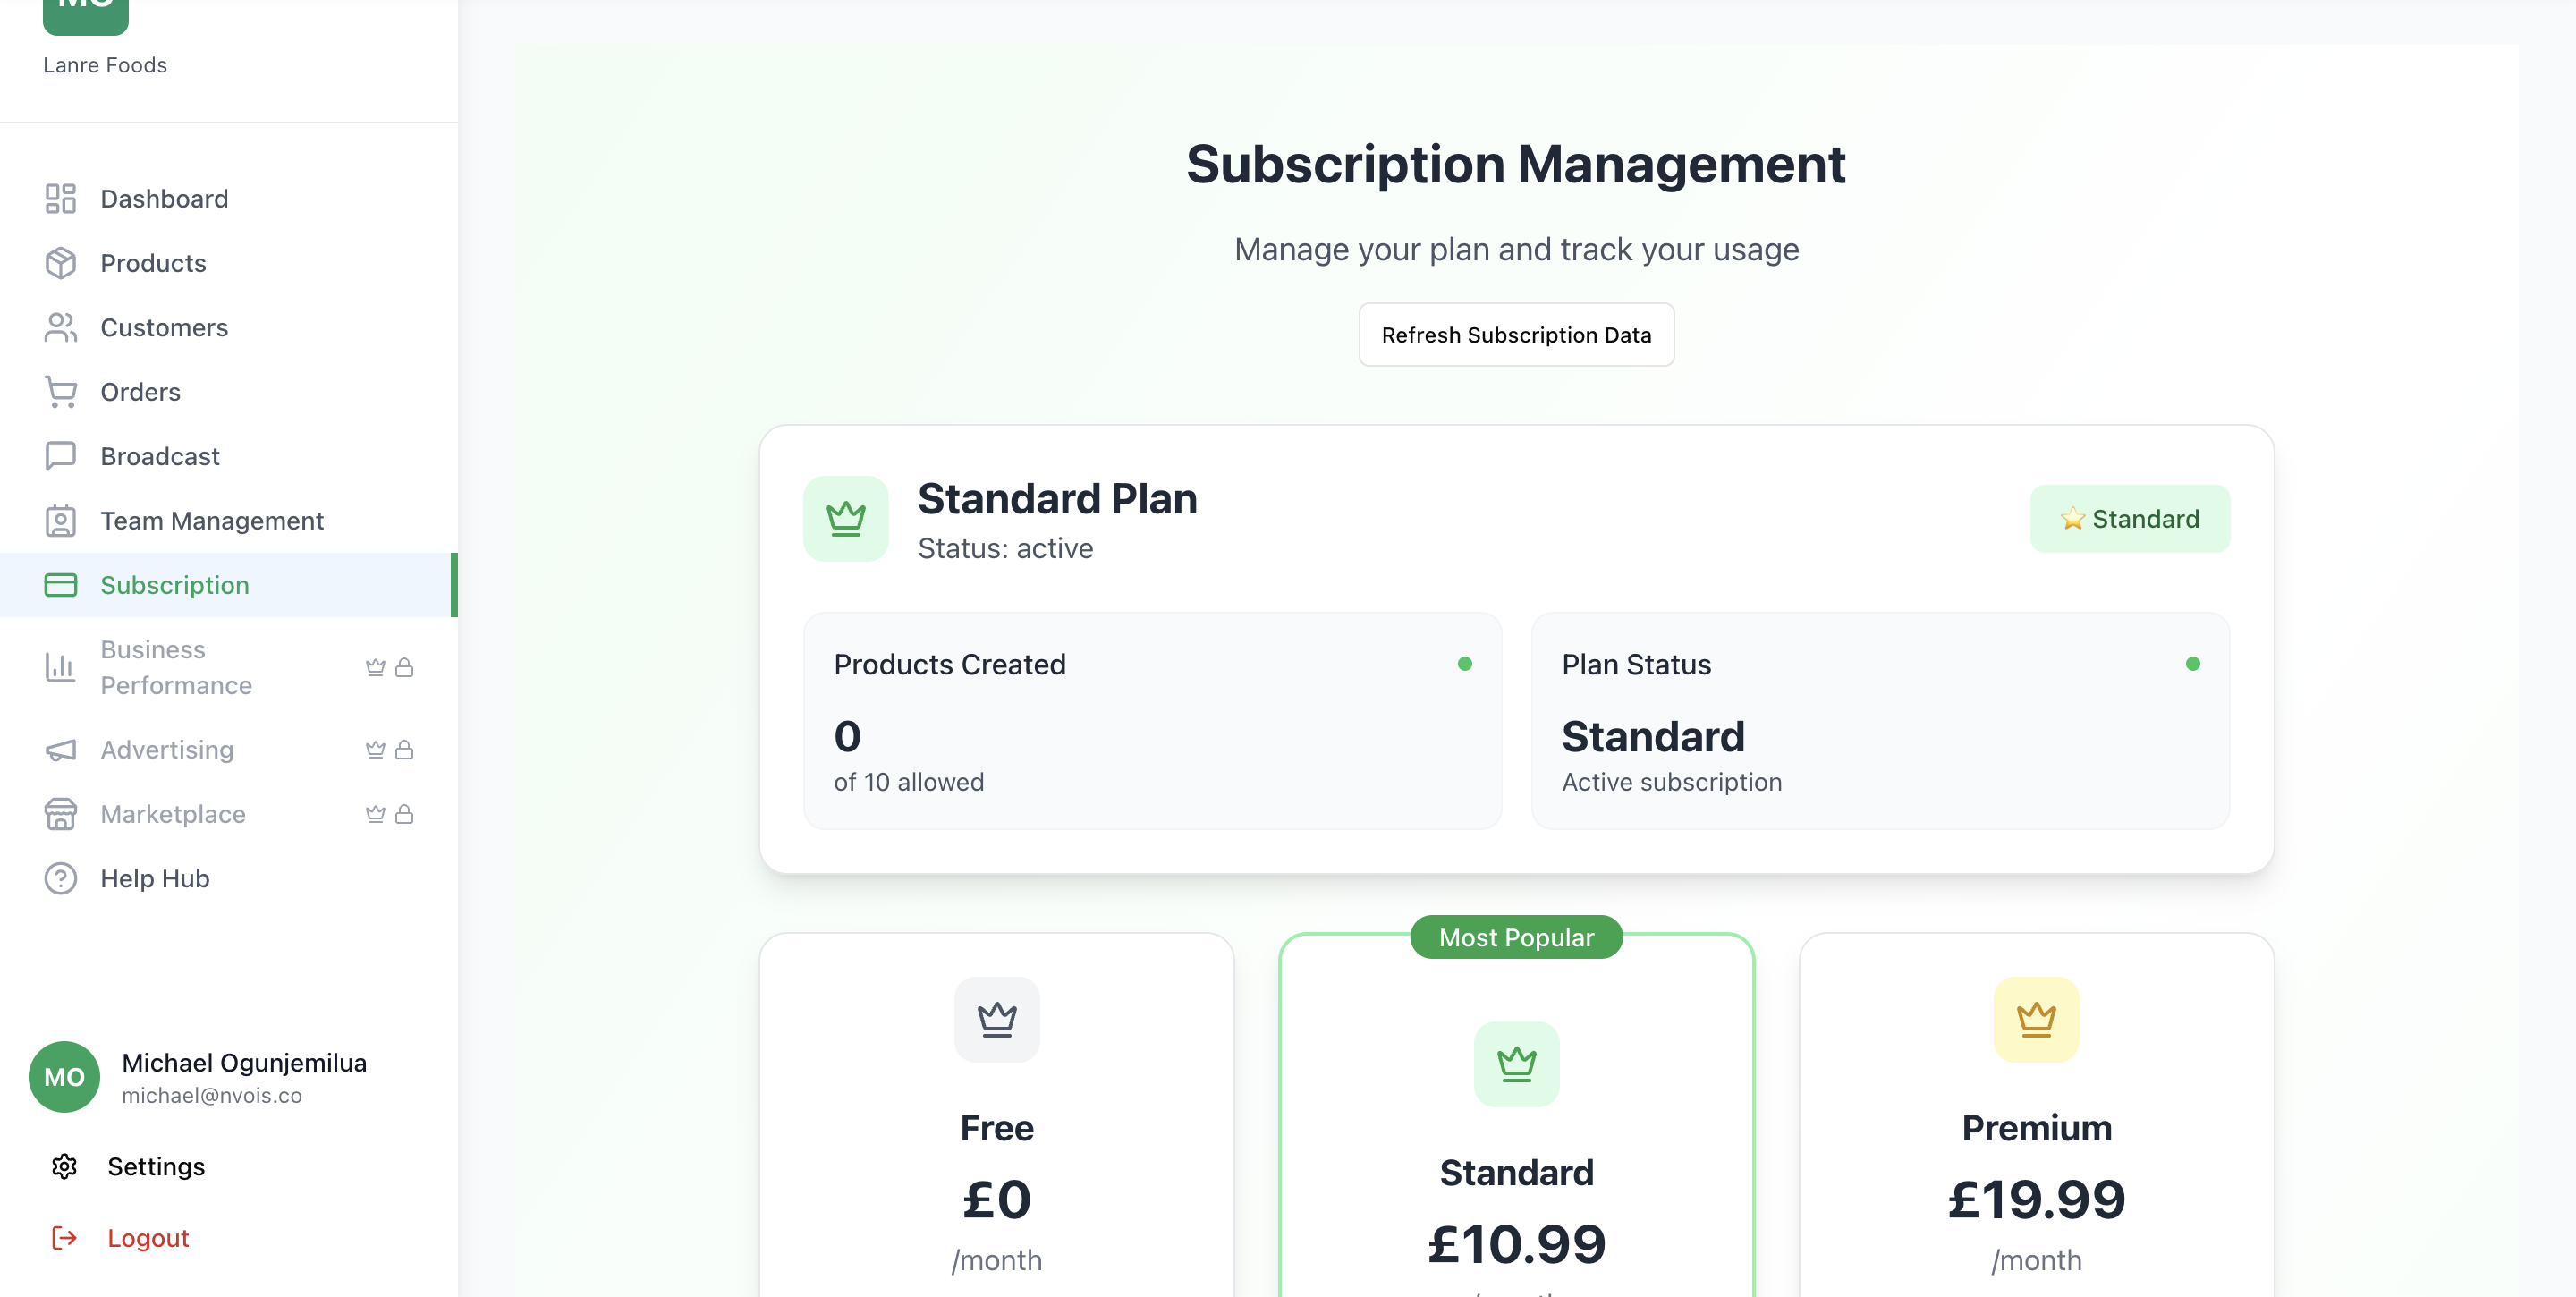 MO
Lanre Foods
Dashboard
Products
Customers
Orders
Broadcast
Team Management
Subscription
Business
Performance
Advertising
Marketplace
Help Hub
MO
Michael Ogunjemilua
michael@nvois.co
Settings
Logout
Subscription Management
Manage your plan and track your usage
Refresh Subscription Data
Standard Plan
Status: active
⭐ Standard
Products Created
0
of 10 allowed
Plan Status
Standard
Active subscription
Free
£0
/month
Most Popular
Standard
£10.99
Premium
£19.99
/month